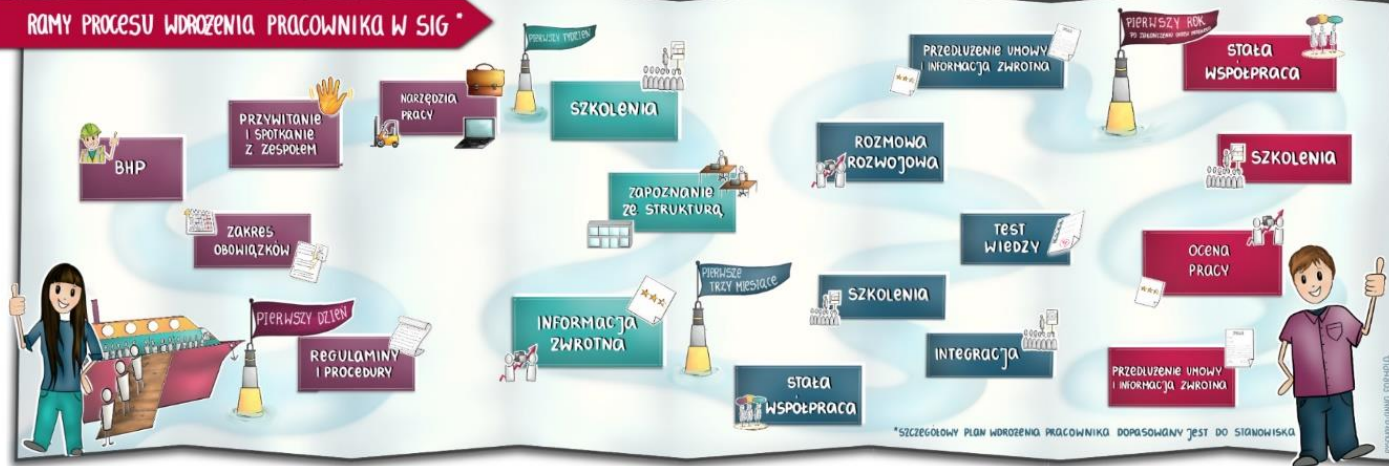 RAMY PROCESU WDROŻENIA PRACOWNIKA W SIG *
PIERWSZY DZIEŃ
REGULAMINY
I PROCEDURY
ZAKRES
OBOWIĄZKÓW
BHP
PRZYWITANIE
I SPOTKANIE
Z ZESPOŁEM
NARZĘDZIA
PRACY
PIERWSZY TYDZIEŃ
SZKOLENIA
ZAPOZNANIE
ZE STRUKTURĄ
INFORMACJA
ZWROTNA
PIERWSZE
TRZY MIESIĄCE
STAŁA
WSPÓŁPRACA
INTEGRACJA
SZKOLENIA
TEST
WIEDZY
ROZMOWA
ROZWOJOWA
PRZEDŁUŻENIE UMOWY
I INFORMACJA ZWROTNA
PIERWSZY ROK
STAŁA
WSPÓŁPRACA
SZKOLENIA
OCENA
PRACY
PRZEDŁUŻENIE UMOWY
I INFORMACJA ZWROTNA
*SZCZEGÓŁOWY PLAN WDROŻENIA PRACOWNIKA DOPASOWANY JEST DO STANOWISKA